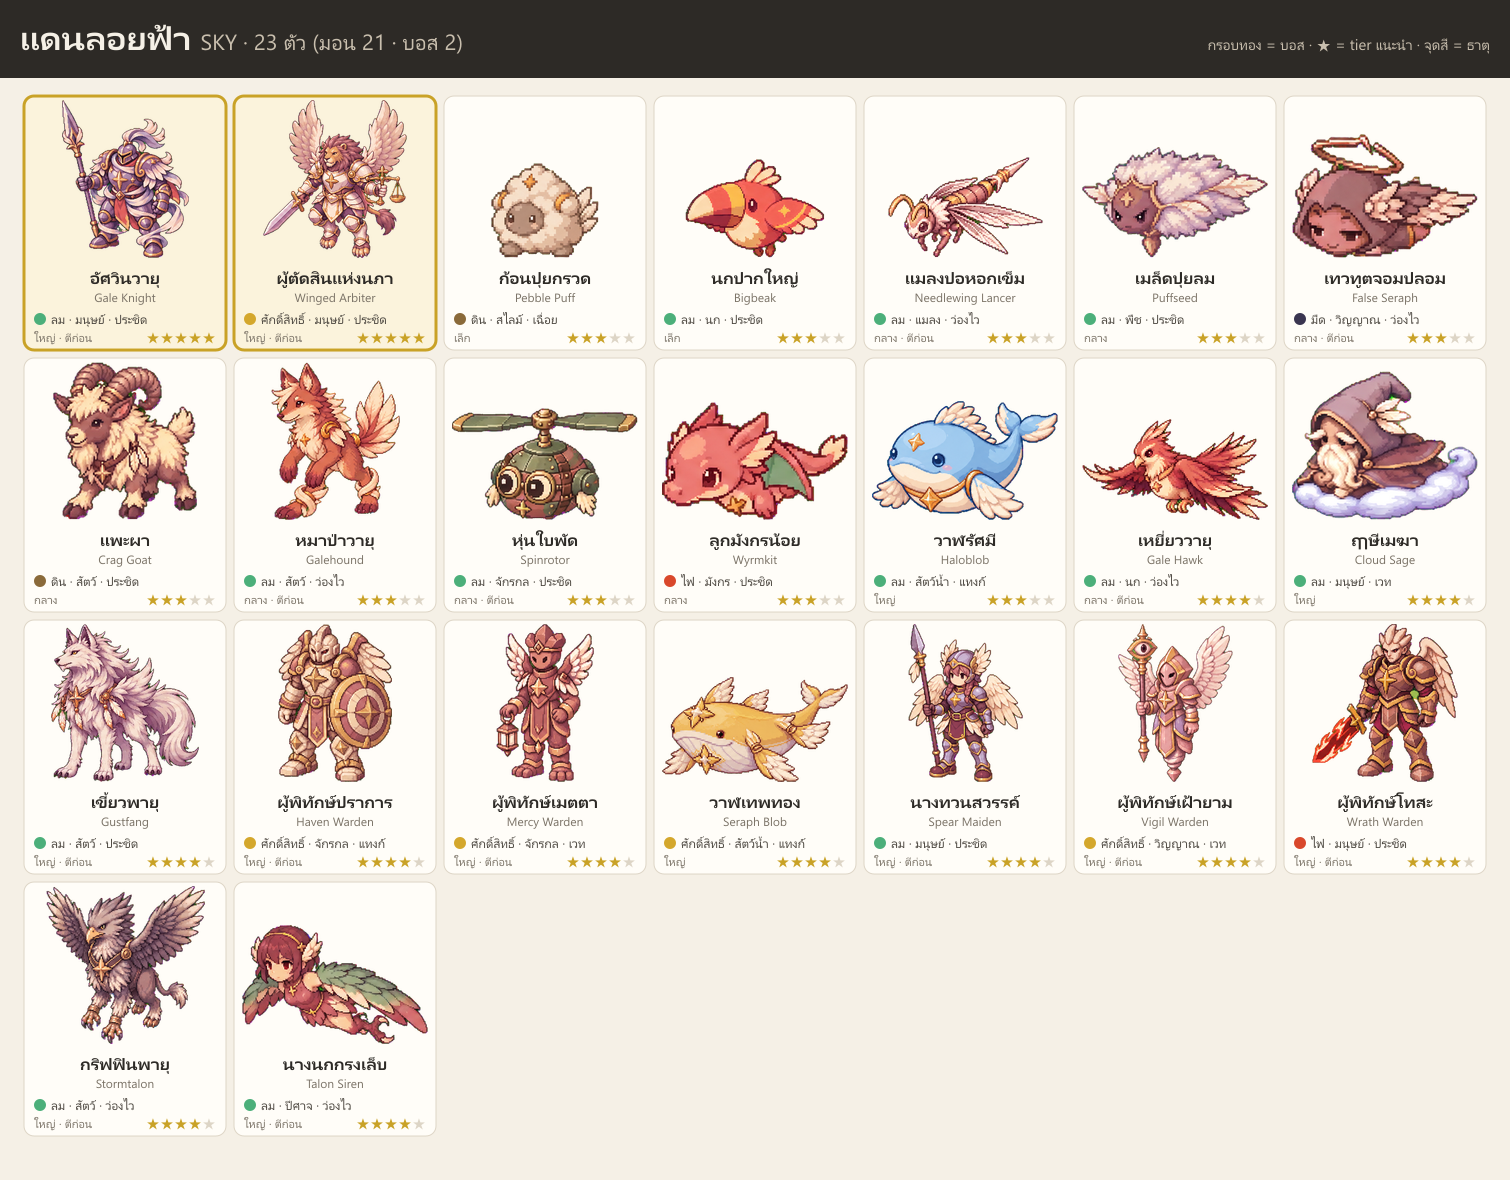 แดนลอยฟ้า SKY · 23 ตัว (มอน 21 · บอส 2)
กรอบทอง = บอส · ★ = tier แนะนำ · จุดสี = ธาตุ
อัศวินวายุ
Gale Knight
ลม · มนุษย์ · ประชิด
ใหญ่ · ตีก่อน ★★★★★
ผู้ตัดสินแห่งนภา
Winged Arbiter
ศักดิ์สิทธิ์ · มนุษย์ · ประชิด
ใหญ่ · ตีก่อน ★★★★★
ก้อนปุยกรวด
Pebble Puff
ดิน · สไลม์ · เฉื่อย
เล็ก ★★★★★
นกปากใหญ่
Bigbeak
ลม · นก · ประชิด
เล็ก ★★★★★
แมลงปอหอกเข็ม
Needlewing Lancer
ลม · แมลง · ว่องไว
กลาง · ตีก่อน ★★★★★
เมล็ดปุยลม
Puffseed
ลม · พืช · ประชิด
กลาง ★★★★★
เทวทูตจอมปลอม
False Seraph
มืด · วิญญาณ · ว่องไว
กลาง · ตีก่อน ★★★★★
แพะผา
Crag Goat
ดิน · สัตว์ · ประชิด
กลาง ★★★★★
หมาป่าวายุ
Galehound
ลม · สัตว์ · ว่องไว
กลาง · ตีก่อน ★★★★★
หุ่นใบพัด
Spinrotor
ลม · จักรกล · ประชิด
กลาง · ตีก่อน ★★★★★
ลูกมังกรน้อย
Wyrmkit
ไฟ · มังกร · ประชิด
กลาง ★★★★★
วาฬรัศมี
Haloblob
ลม · สัตว์น้ำ · แทงก์
ใหญ่ ★★★★★
เหยี่ยววายุ
Gale Hawk
ลม · นก · ว่องไว
กลาง · ตีก่อน ★★★★★
ฤๅษีเมฆา
Cloud Sage
ลม · มนุษย์ · เวท
ใหญ่ ★★★★★
เขี้ยวพายุ
Gustfang
ลม · สัตว์ · ประชิด
ใหญ่ · ตีก่อน ★★★★★
ผู้พิทักษ์ปราการ
Haven Warden
ศักดิ์สิทธิ์ · จักรกล · แทงก์
ใหญ่ · ตีก่อน ★★★★★
ผู้พิทักษ์เมตตา
Mercy Warden
ศักดิ์สิทธิ์ · จักรกล · เวท
ใหญ่ · ตีก่อน ★★★★★
วาฬเทพทอง
Seraph Blob
ศักดิ์สิทธิ์ · สัตว์น้ำ · แทงก์
ใหญ่ ★★★★★
นางทวนสวรรค์
Spear Maiden
ลม · มนุษย์ · ประชิด
ใหญ่ · ตีก่อน ★★★★★
ผู้พิทักษ์เฝ้ายาม
Vigil Warden
ศักดิ์สิทธิ์ · วิญญาณ · เวท
ใหญ่ · ตีก่อน ★★★★★
ผู้พิทักษ์โทสะ
Wrath Warden
ไฟ · มนุษย์ · ประชิด
ใหญ่ · ตีก่อน ★★★★★
กริฟฟินพายุ
Stormtalon
ลม · สัตว์ · ว่องไว
ใหญ่ · ตีก่อน ★★★★★
นางนกกรงเล็บ
Talon Siren
ลม · ปีศาจ · ว่องไว
ใหญ่ · ตีก่อน ★★★★★